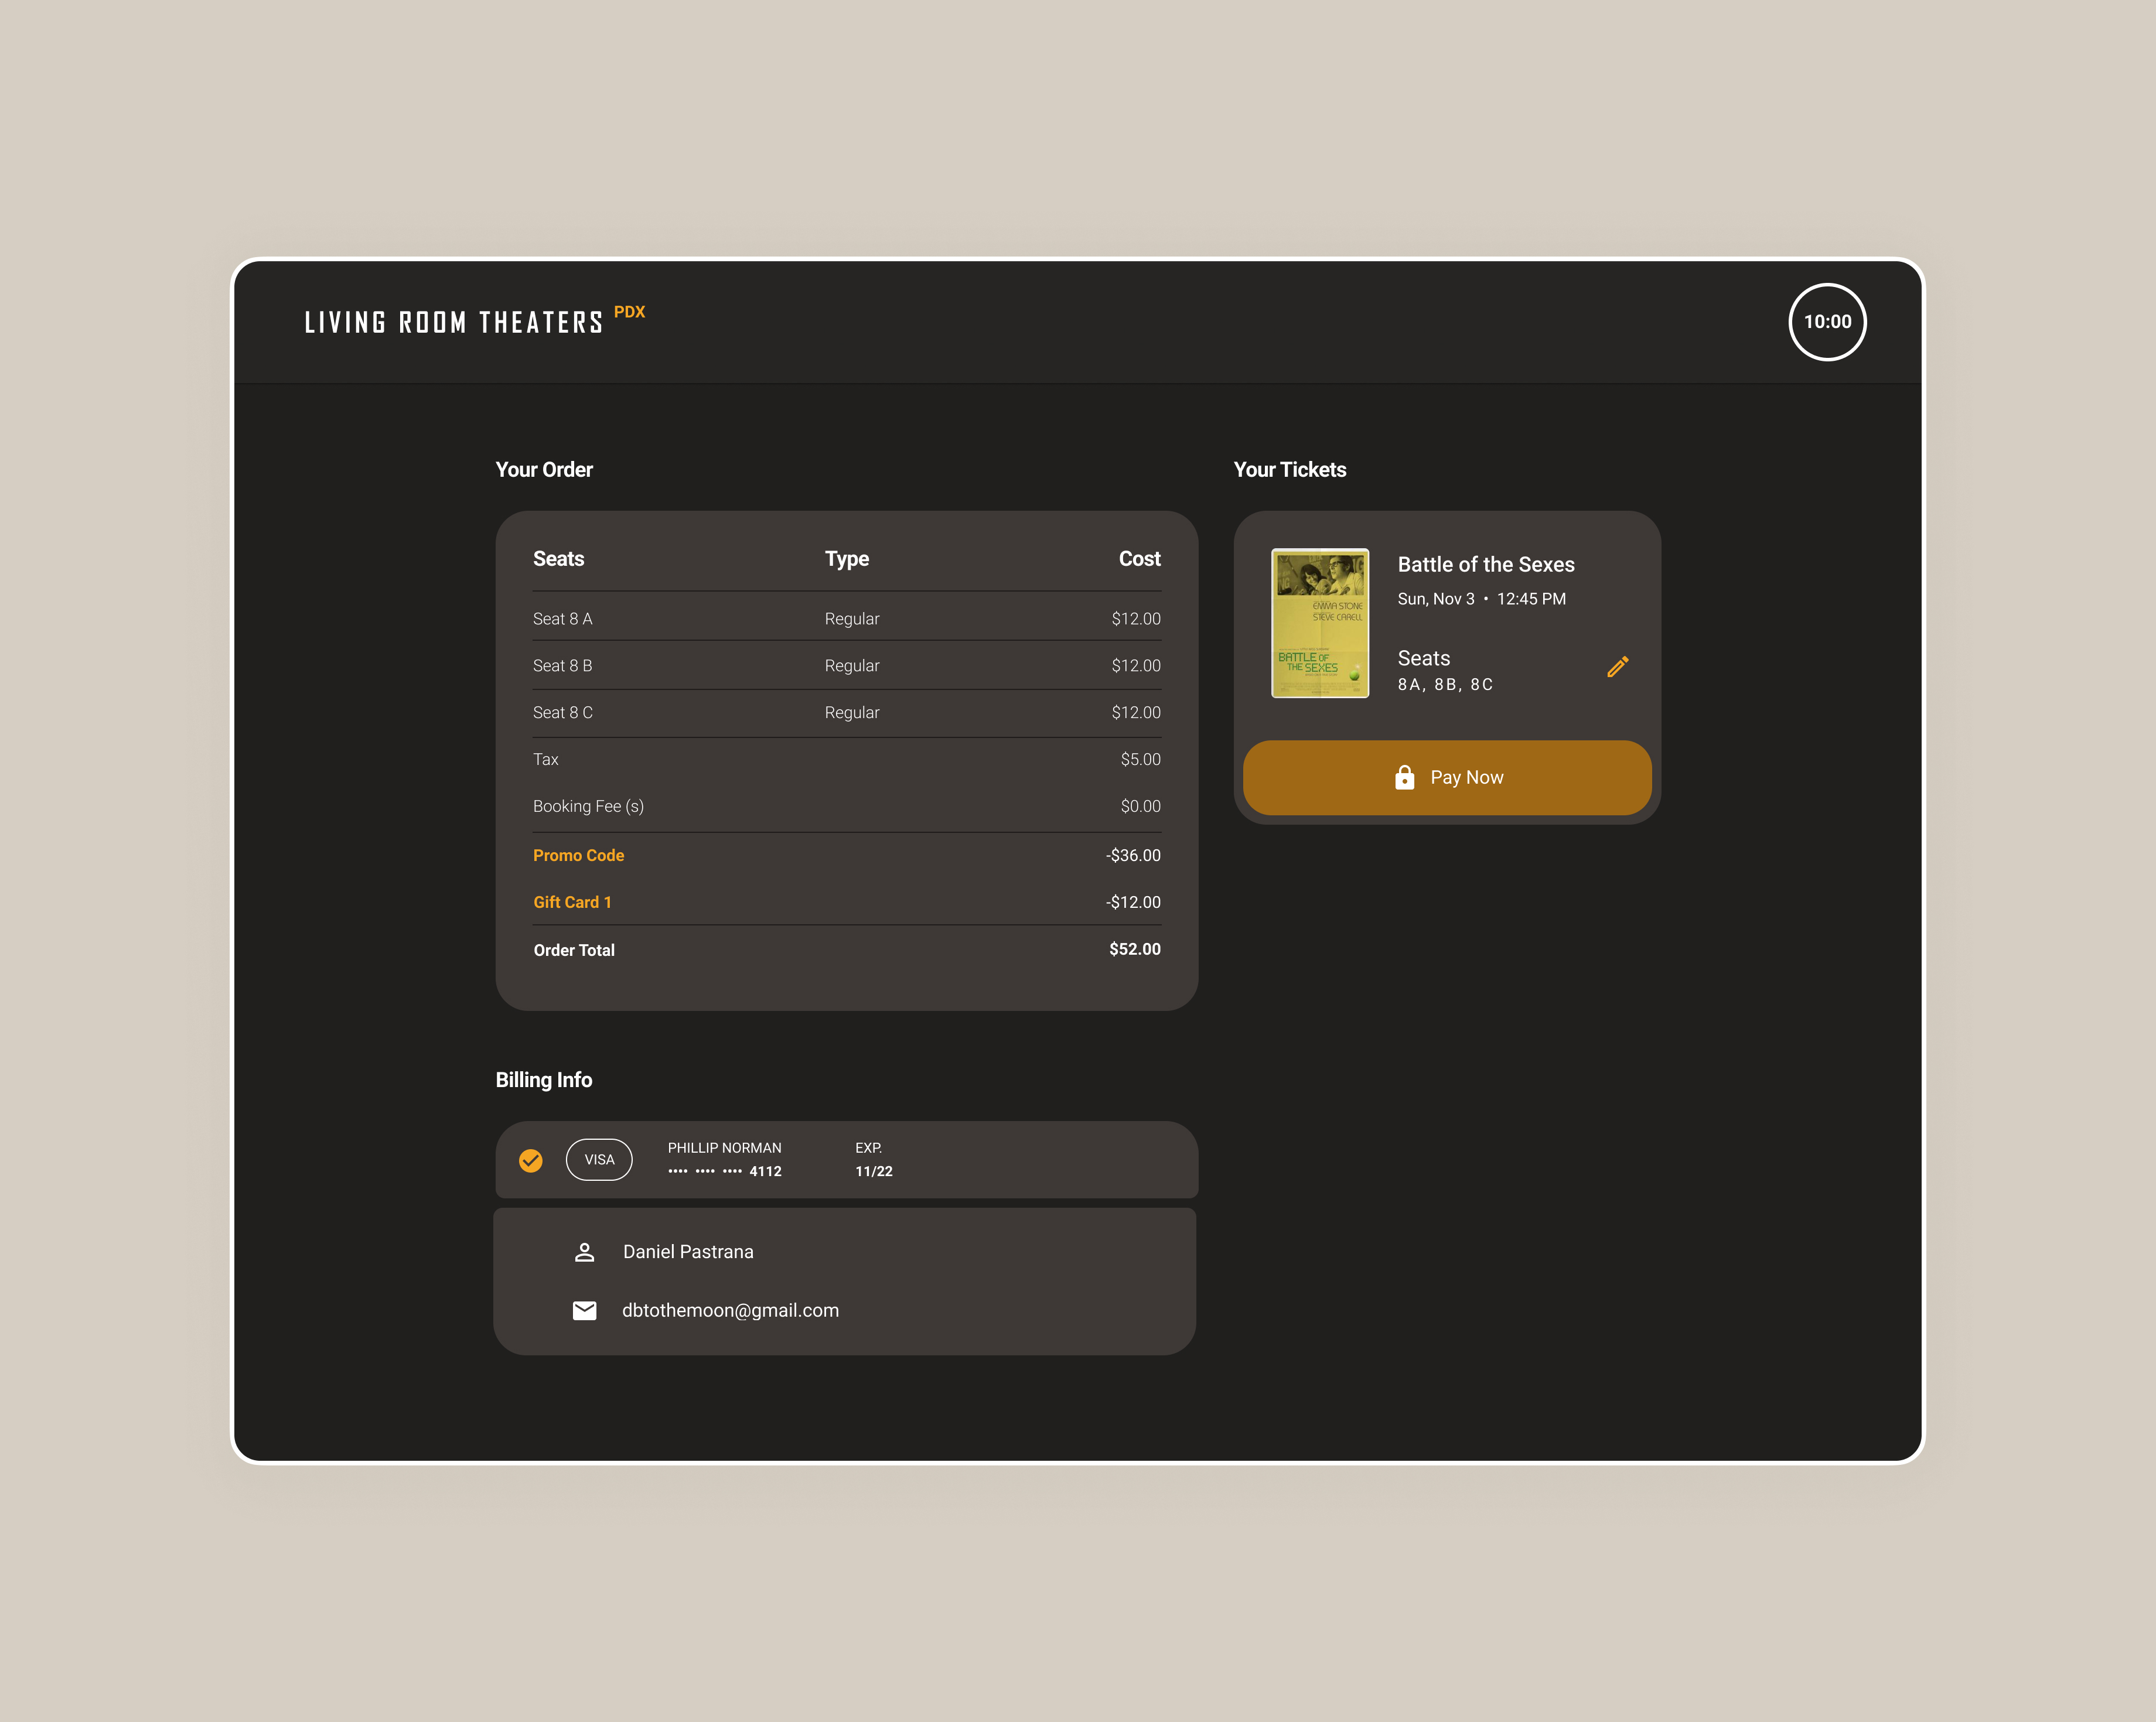 LIVING ROOM THEATERS PDX
10:00
Your Order
Seats Type Cost
Seat 8 A Regular $12.00
Seat 8 B Regular $12.00
Seat 8 C Regular $12.00
Tax $5.00
Booking Fee (s) $0.00
Promo Code -$36.00
Gift Card 1 -$12.00
Order Total $52.00
Your Tickets
EMMA STONE
STEVE CARELL
BATTLE OF
THE SEXES
Battle of the Sexes
Sun, Nov 3 • 12:45 PM
Seats
8A, 8B, 8C
Pay Now
Billing Info
VISA
PHILLIP NORMAN
•••• •••• •••• 4112
EXP.
11/22
Daniel Pastrana
dbtothemoon@gmail.com